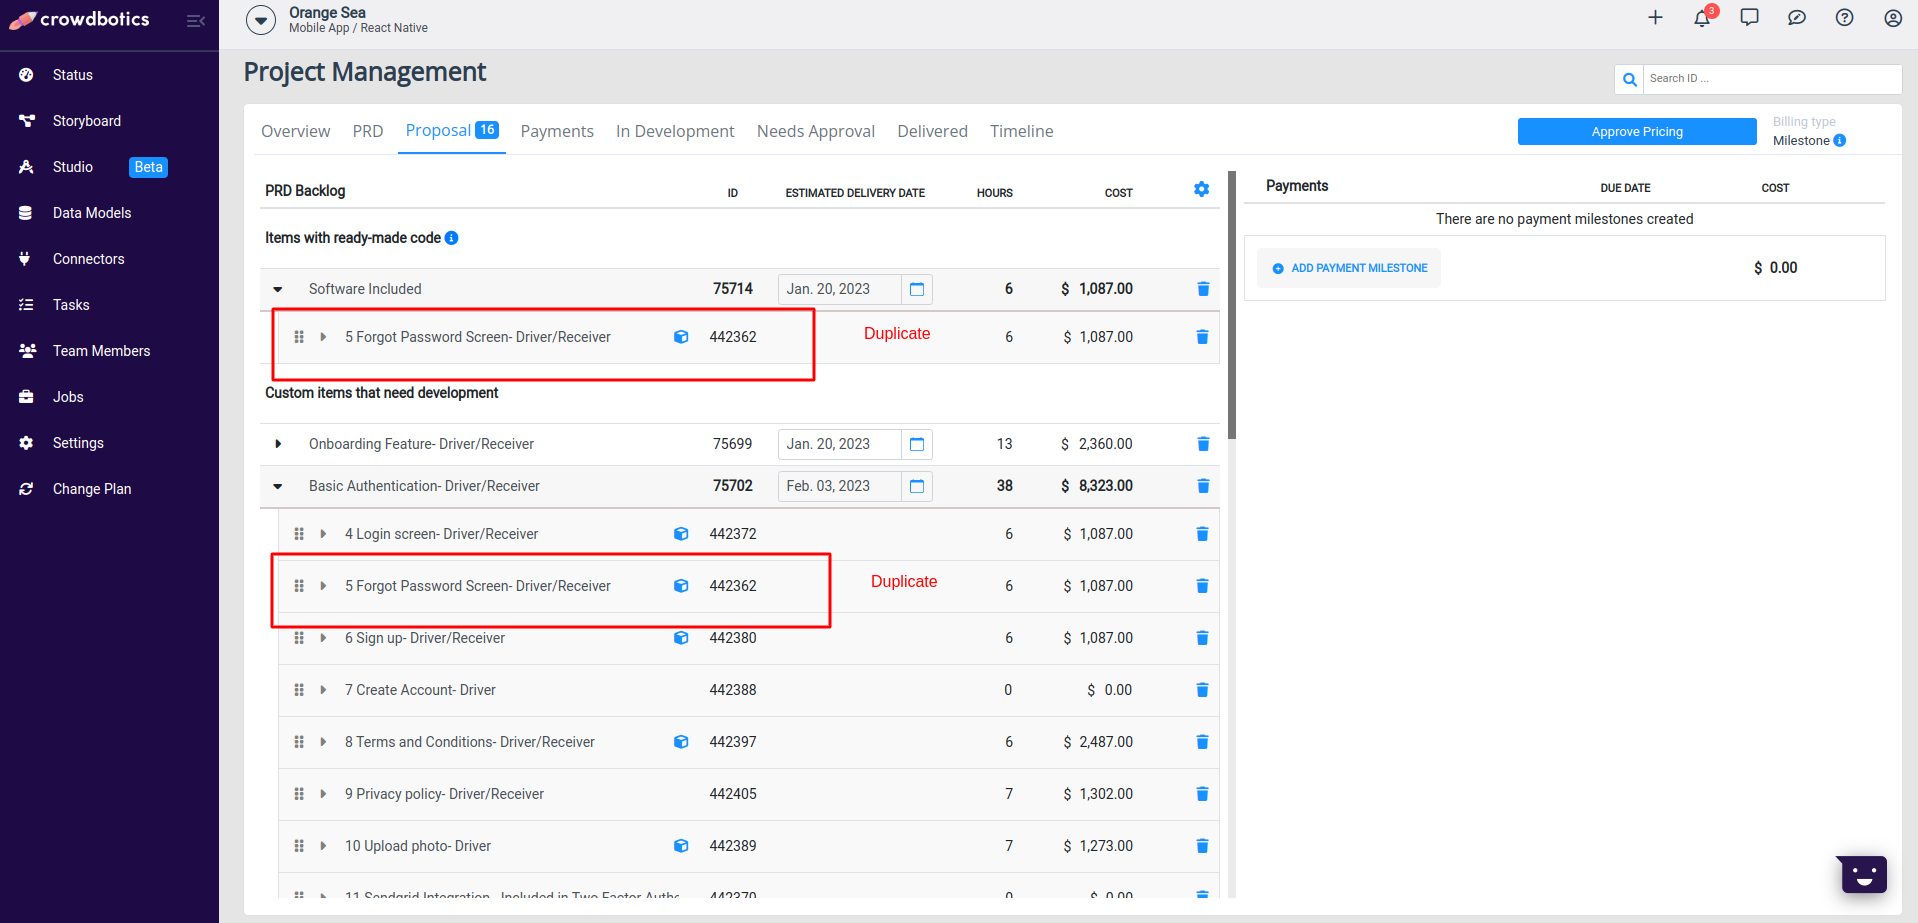 crowdbotics
Orange Sea
Mobile App / React Native
3
Status
Storyboard
Studio Beta
Data Models
Connectors
Tasks
Team Members
Jobs
Settings
Change Plan
Project Management
Search ID ...
Overview PRD Proposal 16 Payments In Development Needs Approval Delivered Timeline
Approve Pricing
Billing type
Milestone
PRD Backlog ID ESTIMATED DELIVERY DATE HOURS COST
Items with ready-made code
Software Included 75714 Jan. 20, 2023 6 $ 1,087.00
5 Forgot Password Screen- Driver/Receiver 442362 Duplicate 6 $ 1,087.00
Custom items that need development
Onboarding Feature- Driver/Receiver 75699 Jan. 20, 2023 13 $ 2,360.00
Basic Authentication- Driver/Receiver 75702 Feb. 03, 2023 38 $ 8,323.00
4 Login screen- Driver/Receiver 442372 6 $ 1,087.00
5 Forgot Password Screen- Driver/Receiver 442362 Duplicate 6 $ 1,087.00
6 Sign up- Driver/Receiver 442380 6 $ 1,087.00
7 Create Account- Driver 442388 0 $ 0.00
8 Terms and Conditions- Driver/Receiver 442397 6 $ 2,487.00
9 Privacy policy- Driver/Receiver 442405 7 $ 1,302.00
10 Upload photo- Driver 442389 7 $ 1,273.00
11 Sendgrid Integration- Included in Two Factor 0 $ 0.00
Payments DUE DATE COST
There are no payment milestones created
ADD PAYMENT MILESTONE $ 0.00